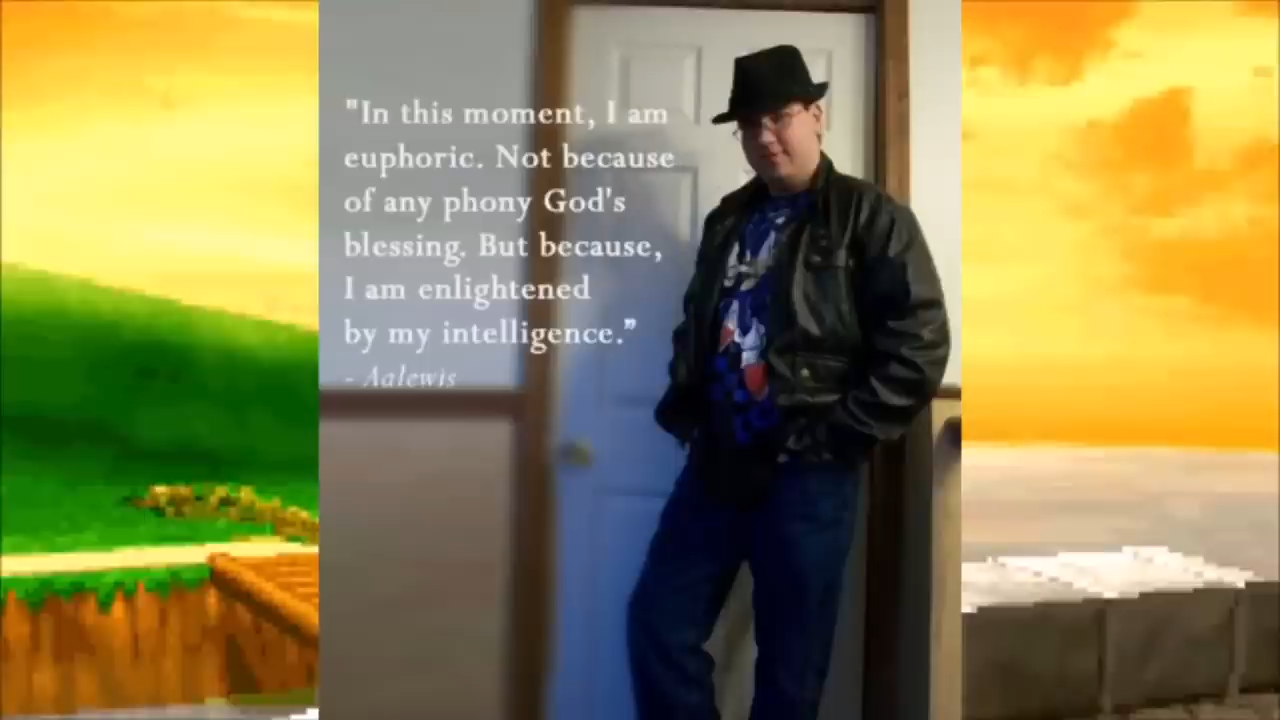 "In this moment, I am
euphoric. Not because
of any phony God's
blessing. But because,
I am enlightened
by my intelligence.”
- Aalewis